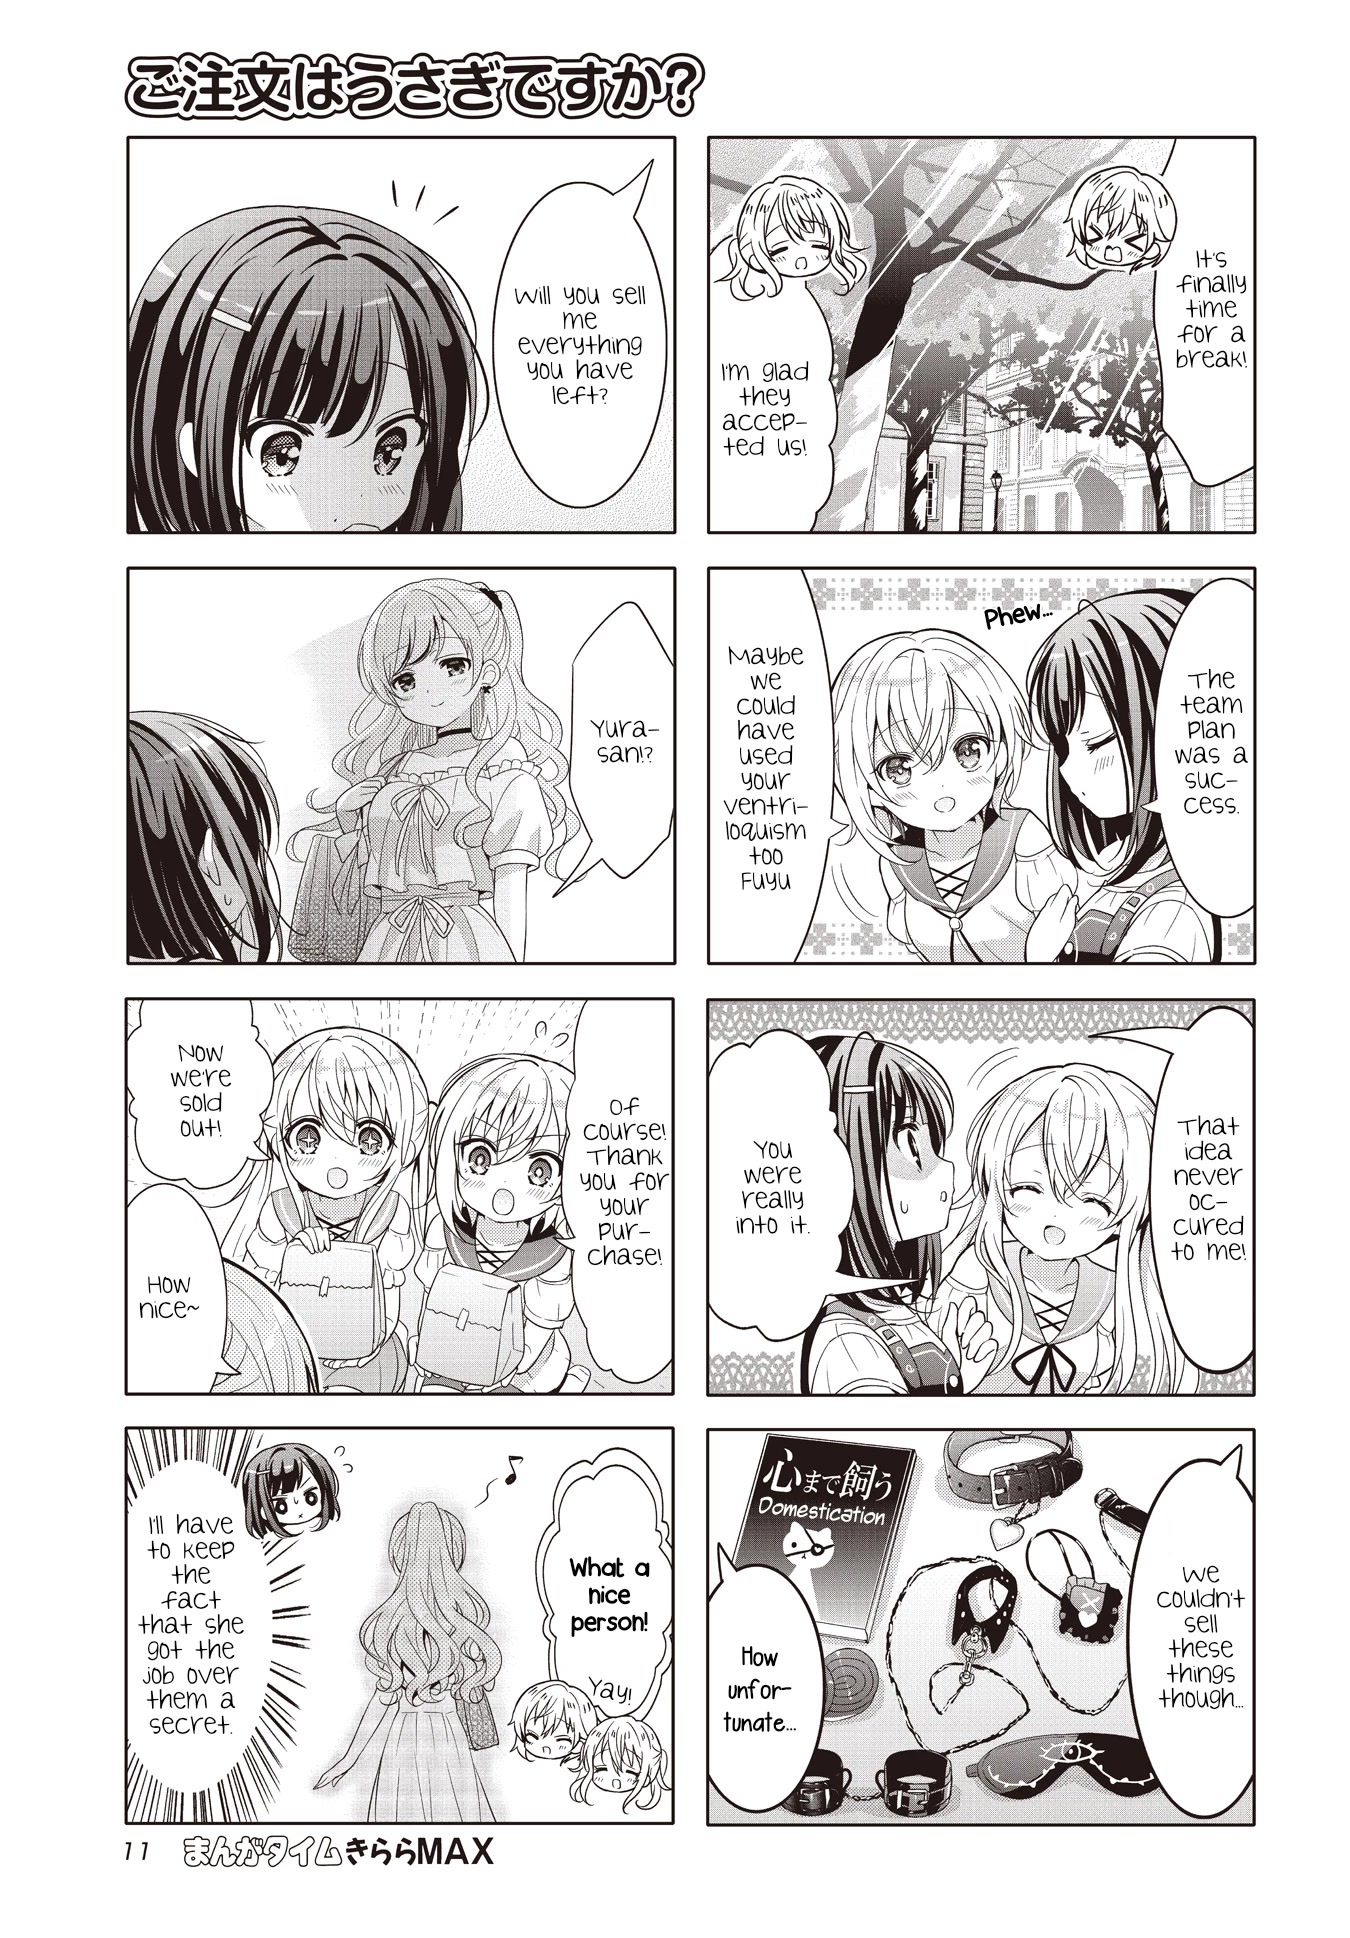 ご注文はうさぎですか?
It's
finally
time
for a
break!
I'm glad
they
accep-
ted us!
Phew...
The
team
plan
was a
suc-
cess.
Maybe
we
could
have
used
your
ventri-
loquism
too
Fuyu
That
idea
never
oc-
cured
to me!
You
were
really
into it.
We
couldn't
sell
these
things
though...
心まで飼う
Domestication
How
unfor-
tunate...
Will you sell
me
everything
you have
left?
Yura-
san!?
Of
course!
Thank
you for
your
pur-
chase!
Now
we're
sold
out!
How
nice~
What a
nice
person!
Yay!
I'll have
to keep
the
fact
that she
got the
job over
them a
secret.
11 まんがタイムきららMAX